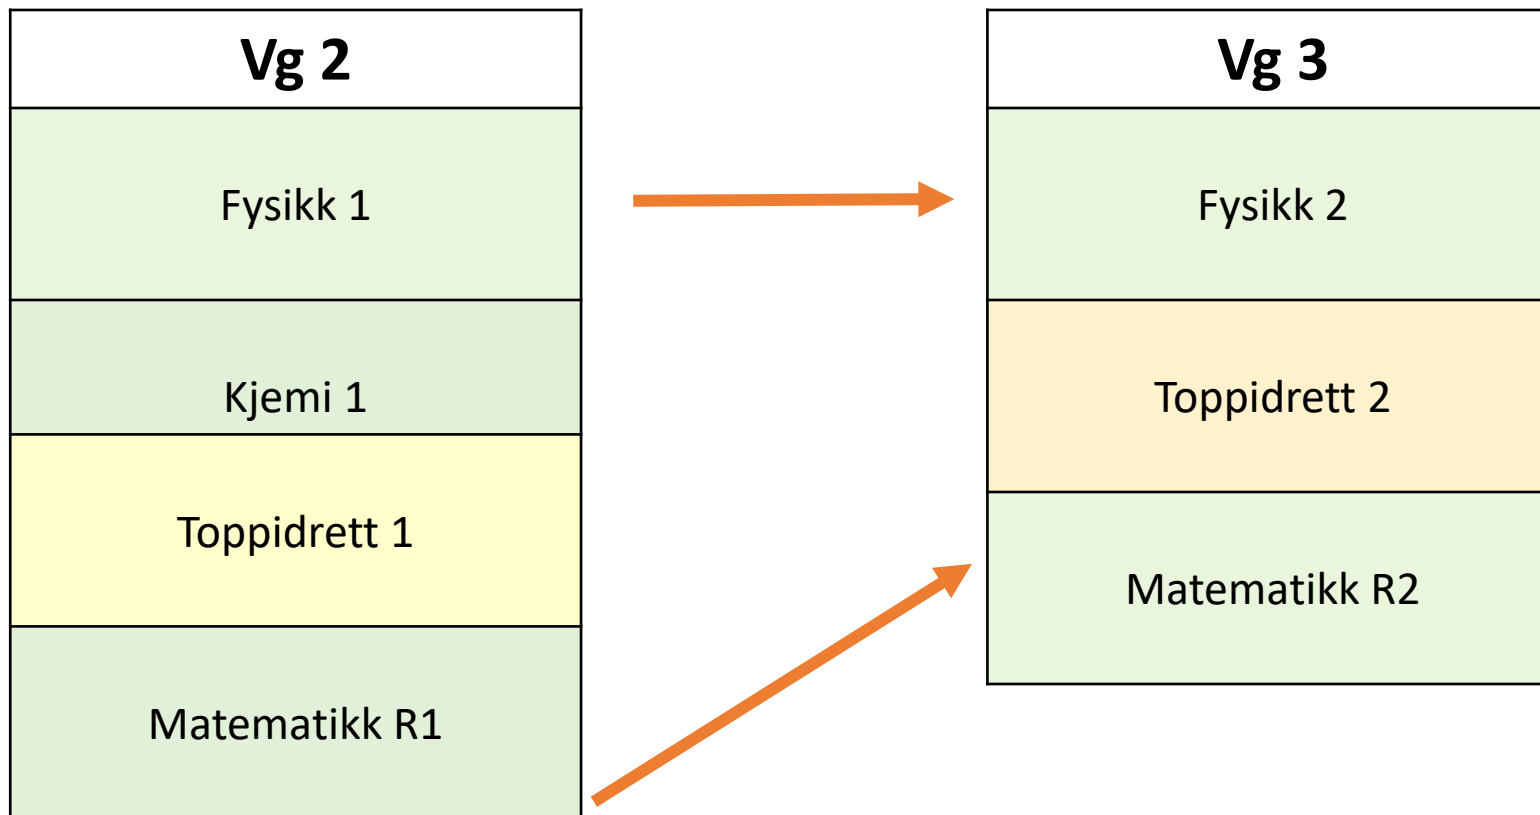 Vg 2
Fysikk 1
Kjemi 1
Toppidrett 1
Matematikk R1
Vg 3
Fysikk 2
Toppidrett 2
Matematikk R2